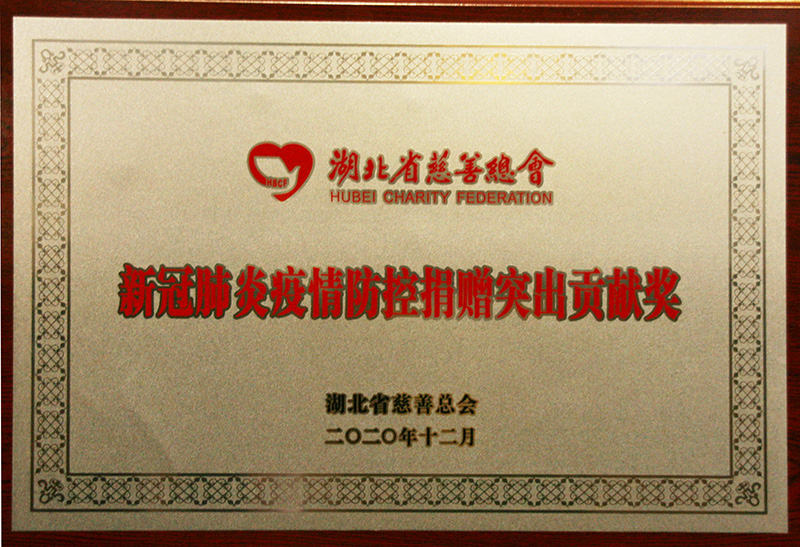 湖北省慈善總會
HBCF
HUBEI CHARITY FEDERATION
新冠肺炎疫情防控捐赠突出贡献奖
湖北省慈善总会
二〇二〇年十二月